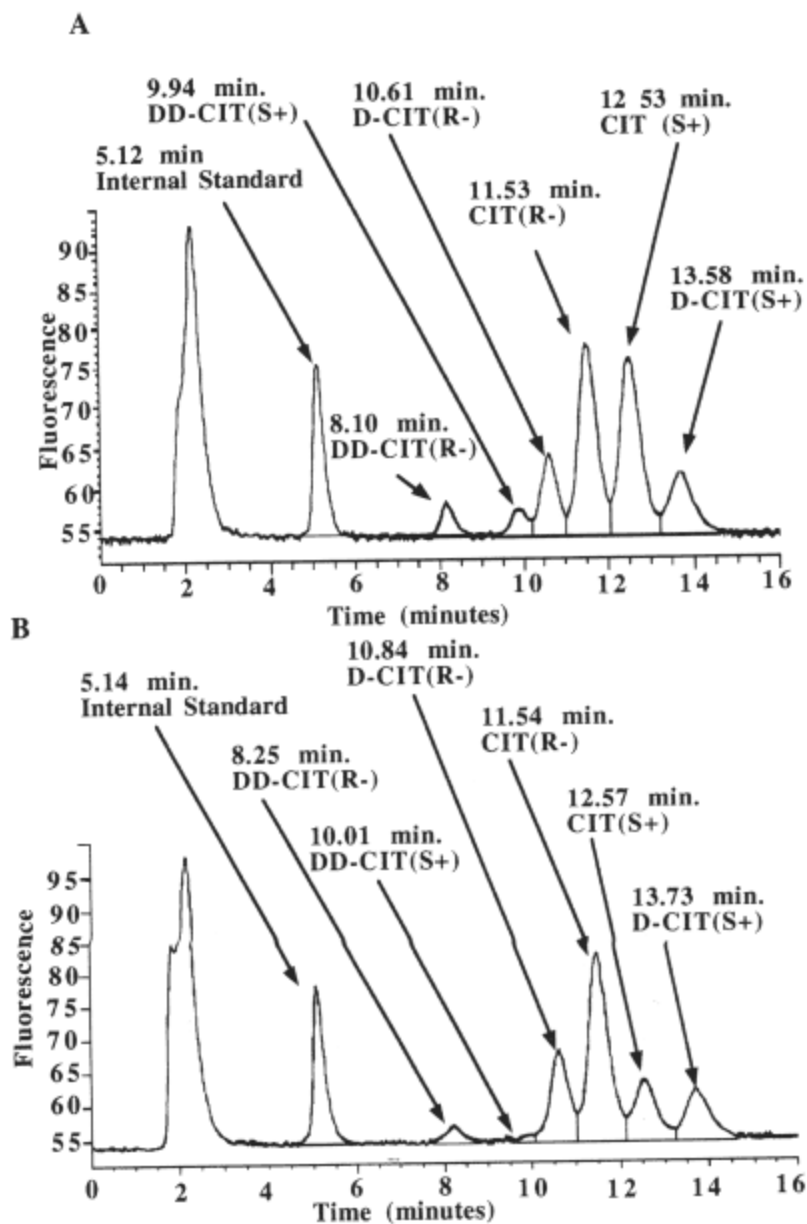 A
9.94 min.
DD-CIT(S+)
10.61 min.
D-CIT(R-)
12 53 min.
CIT (S+)
5.12 min
Internal Standard
11.53 min.
CIT(R-)
13.58 min.
D-CIT(S+)
8.10 min.
DD-CIT(R-)
Fluorescence
90
85
80
75
70
65
60
55
0 2 4 6 8 10 12 14 16
Time (minutes)
B
10.84 min.
D-CIT(R-)
5.14 min.
Internal Standard
11.54 min.
CIT(R-)
8.25 min.
DD-CIT(R-)
12.57 min.
CIT(S+)
10.01 min.
DD-CIT(S+)
13.73 min.
D-CIT(S+)
Fluorescence
95
90
85
80
75
70
65
60
55
0 2 4 6 8 10 12 14 16
Time (minutes)